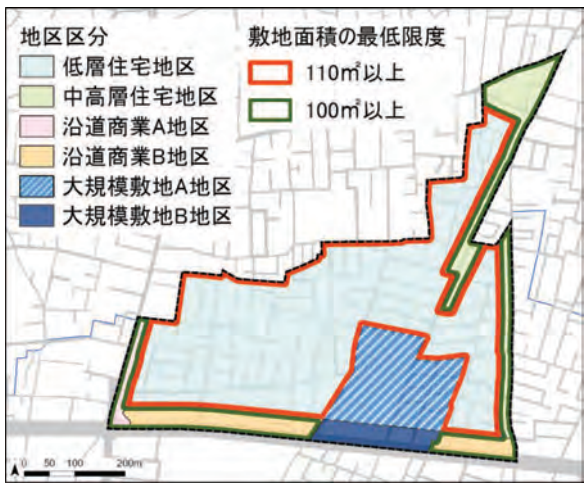 地区区分
低層住宅地区
中高層住宅地区
沿道商業A地区
沿道商業B地区
大規模敷地A地区
大規模敷地B地区
敷地面積の最低限度
110㎡以上
100㎡以上
0 50 100 200m